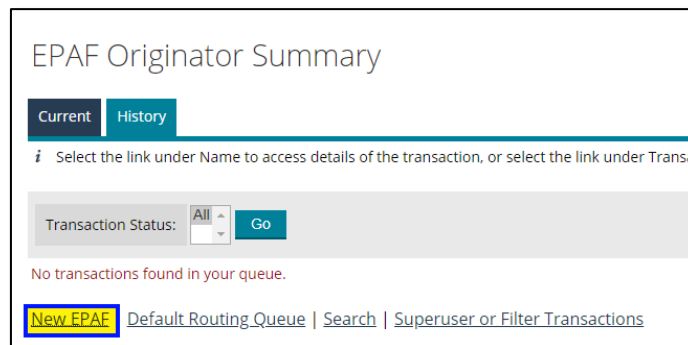 EPAF Originator Summary
Current History
i Select the link under Name to access details of the transaction, or select the link under
Transaction Status: All Go
No transactions found in your queue.
New EPAF Default Routing Queue | Search | Superuser or Filter Transactions